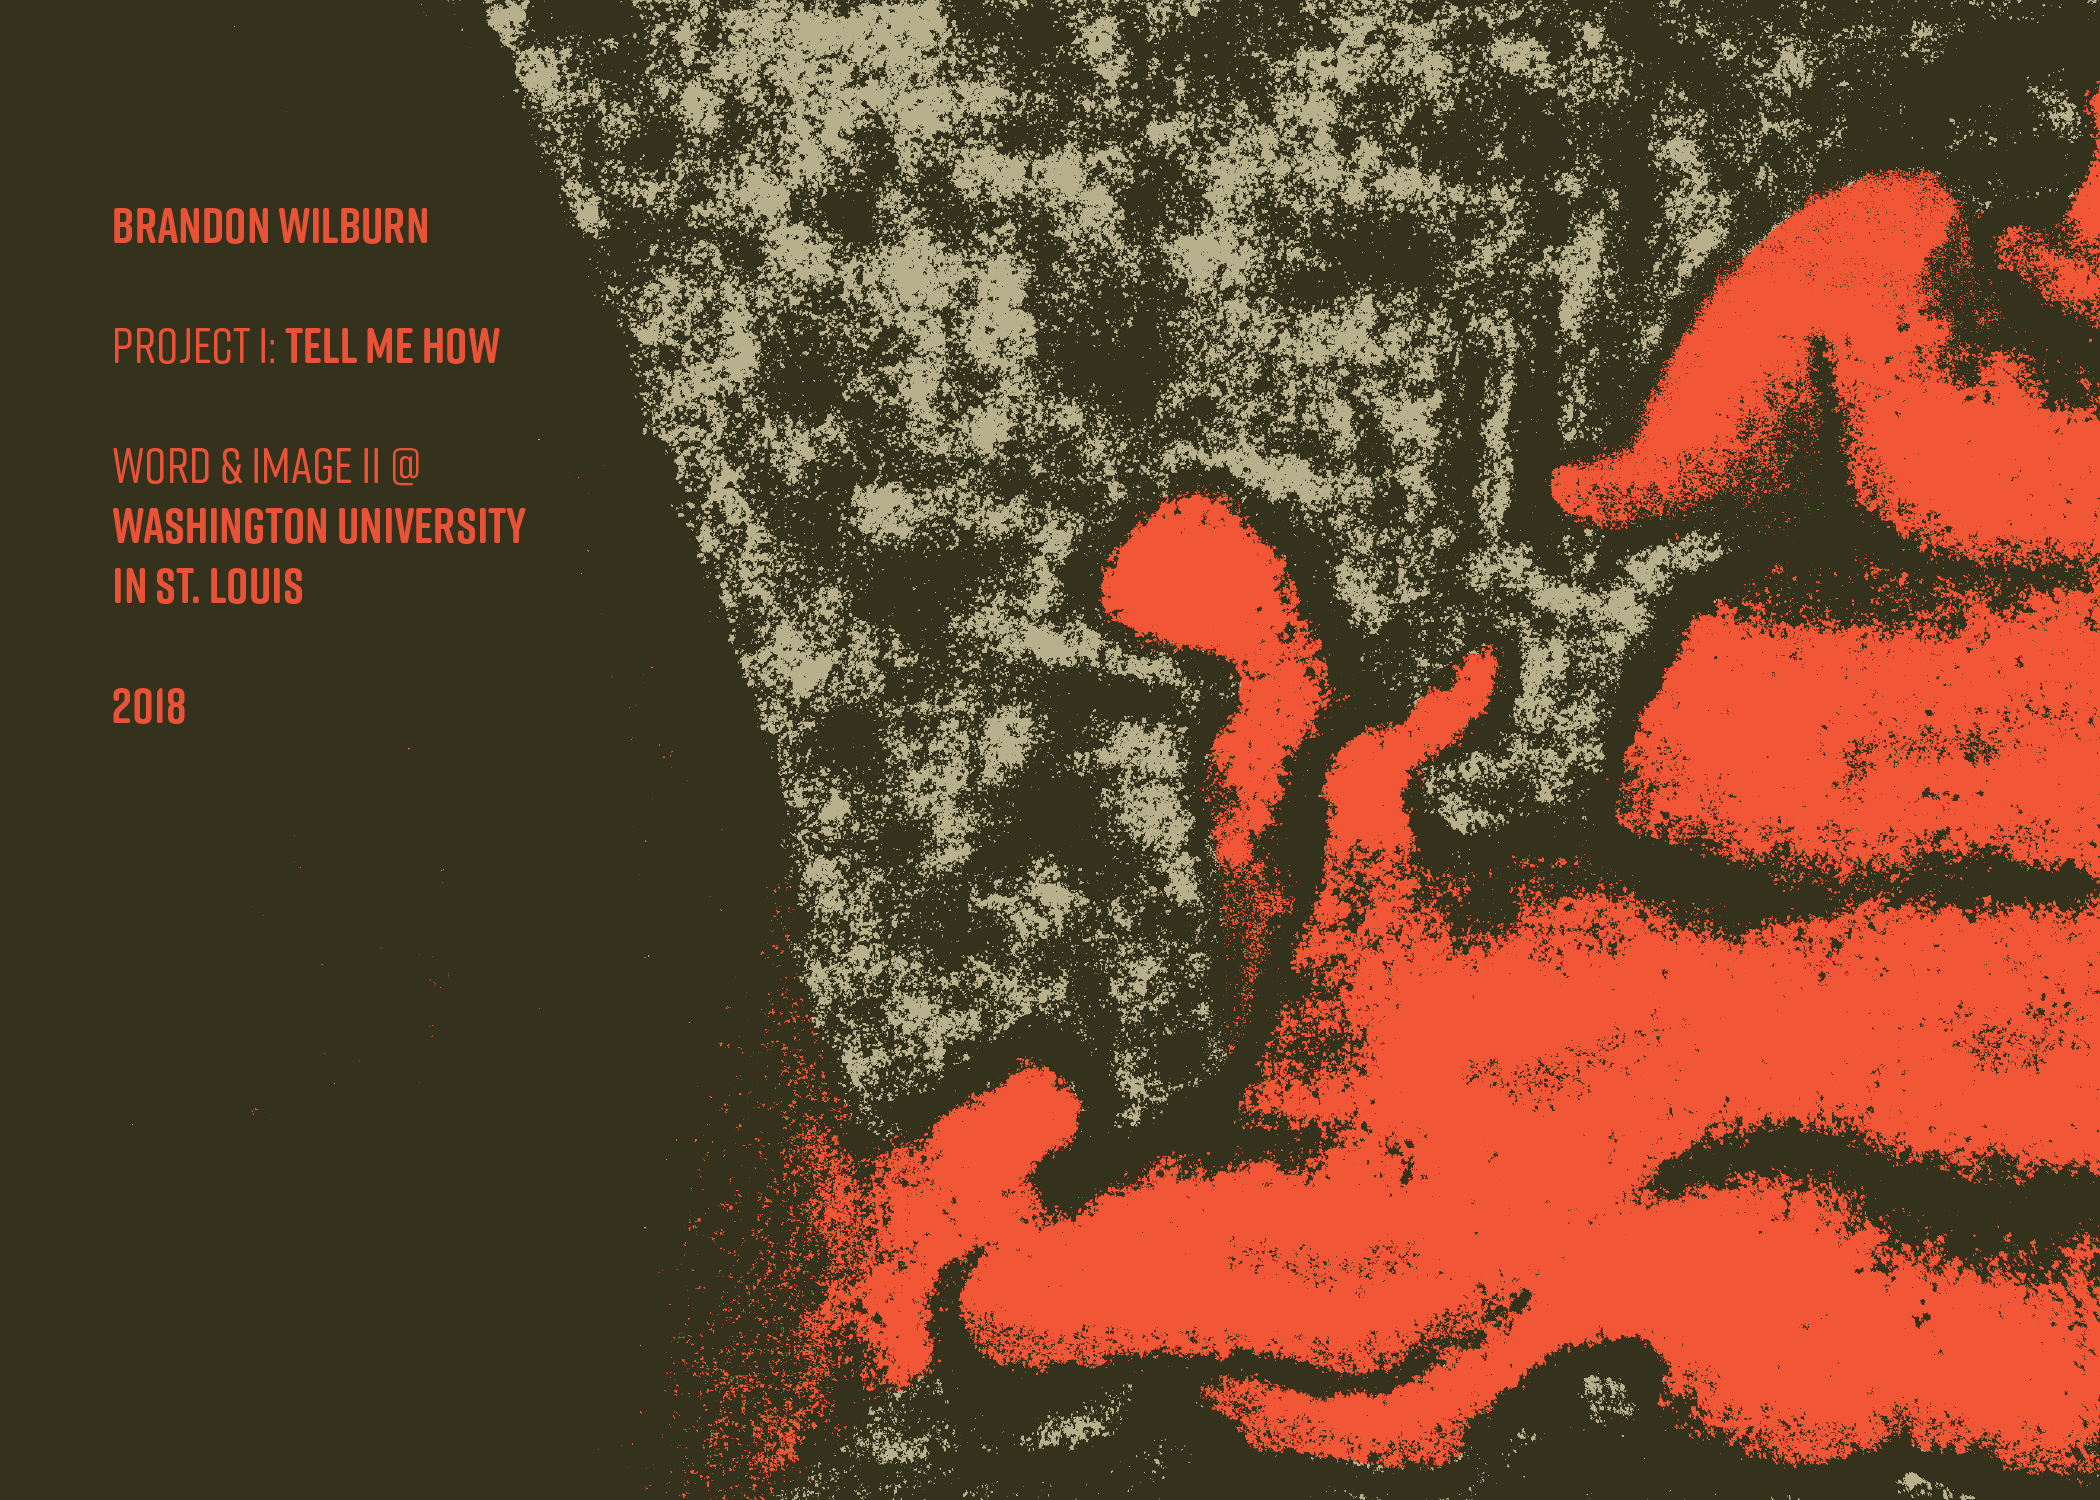 BRANDON WILBURN
PROJECT I: TELL ME HOW
WORD & IMAGE II @
WASHINGTON UNIVERSITY
IN ST. LOUIS
2018